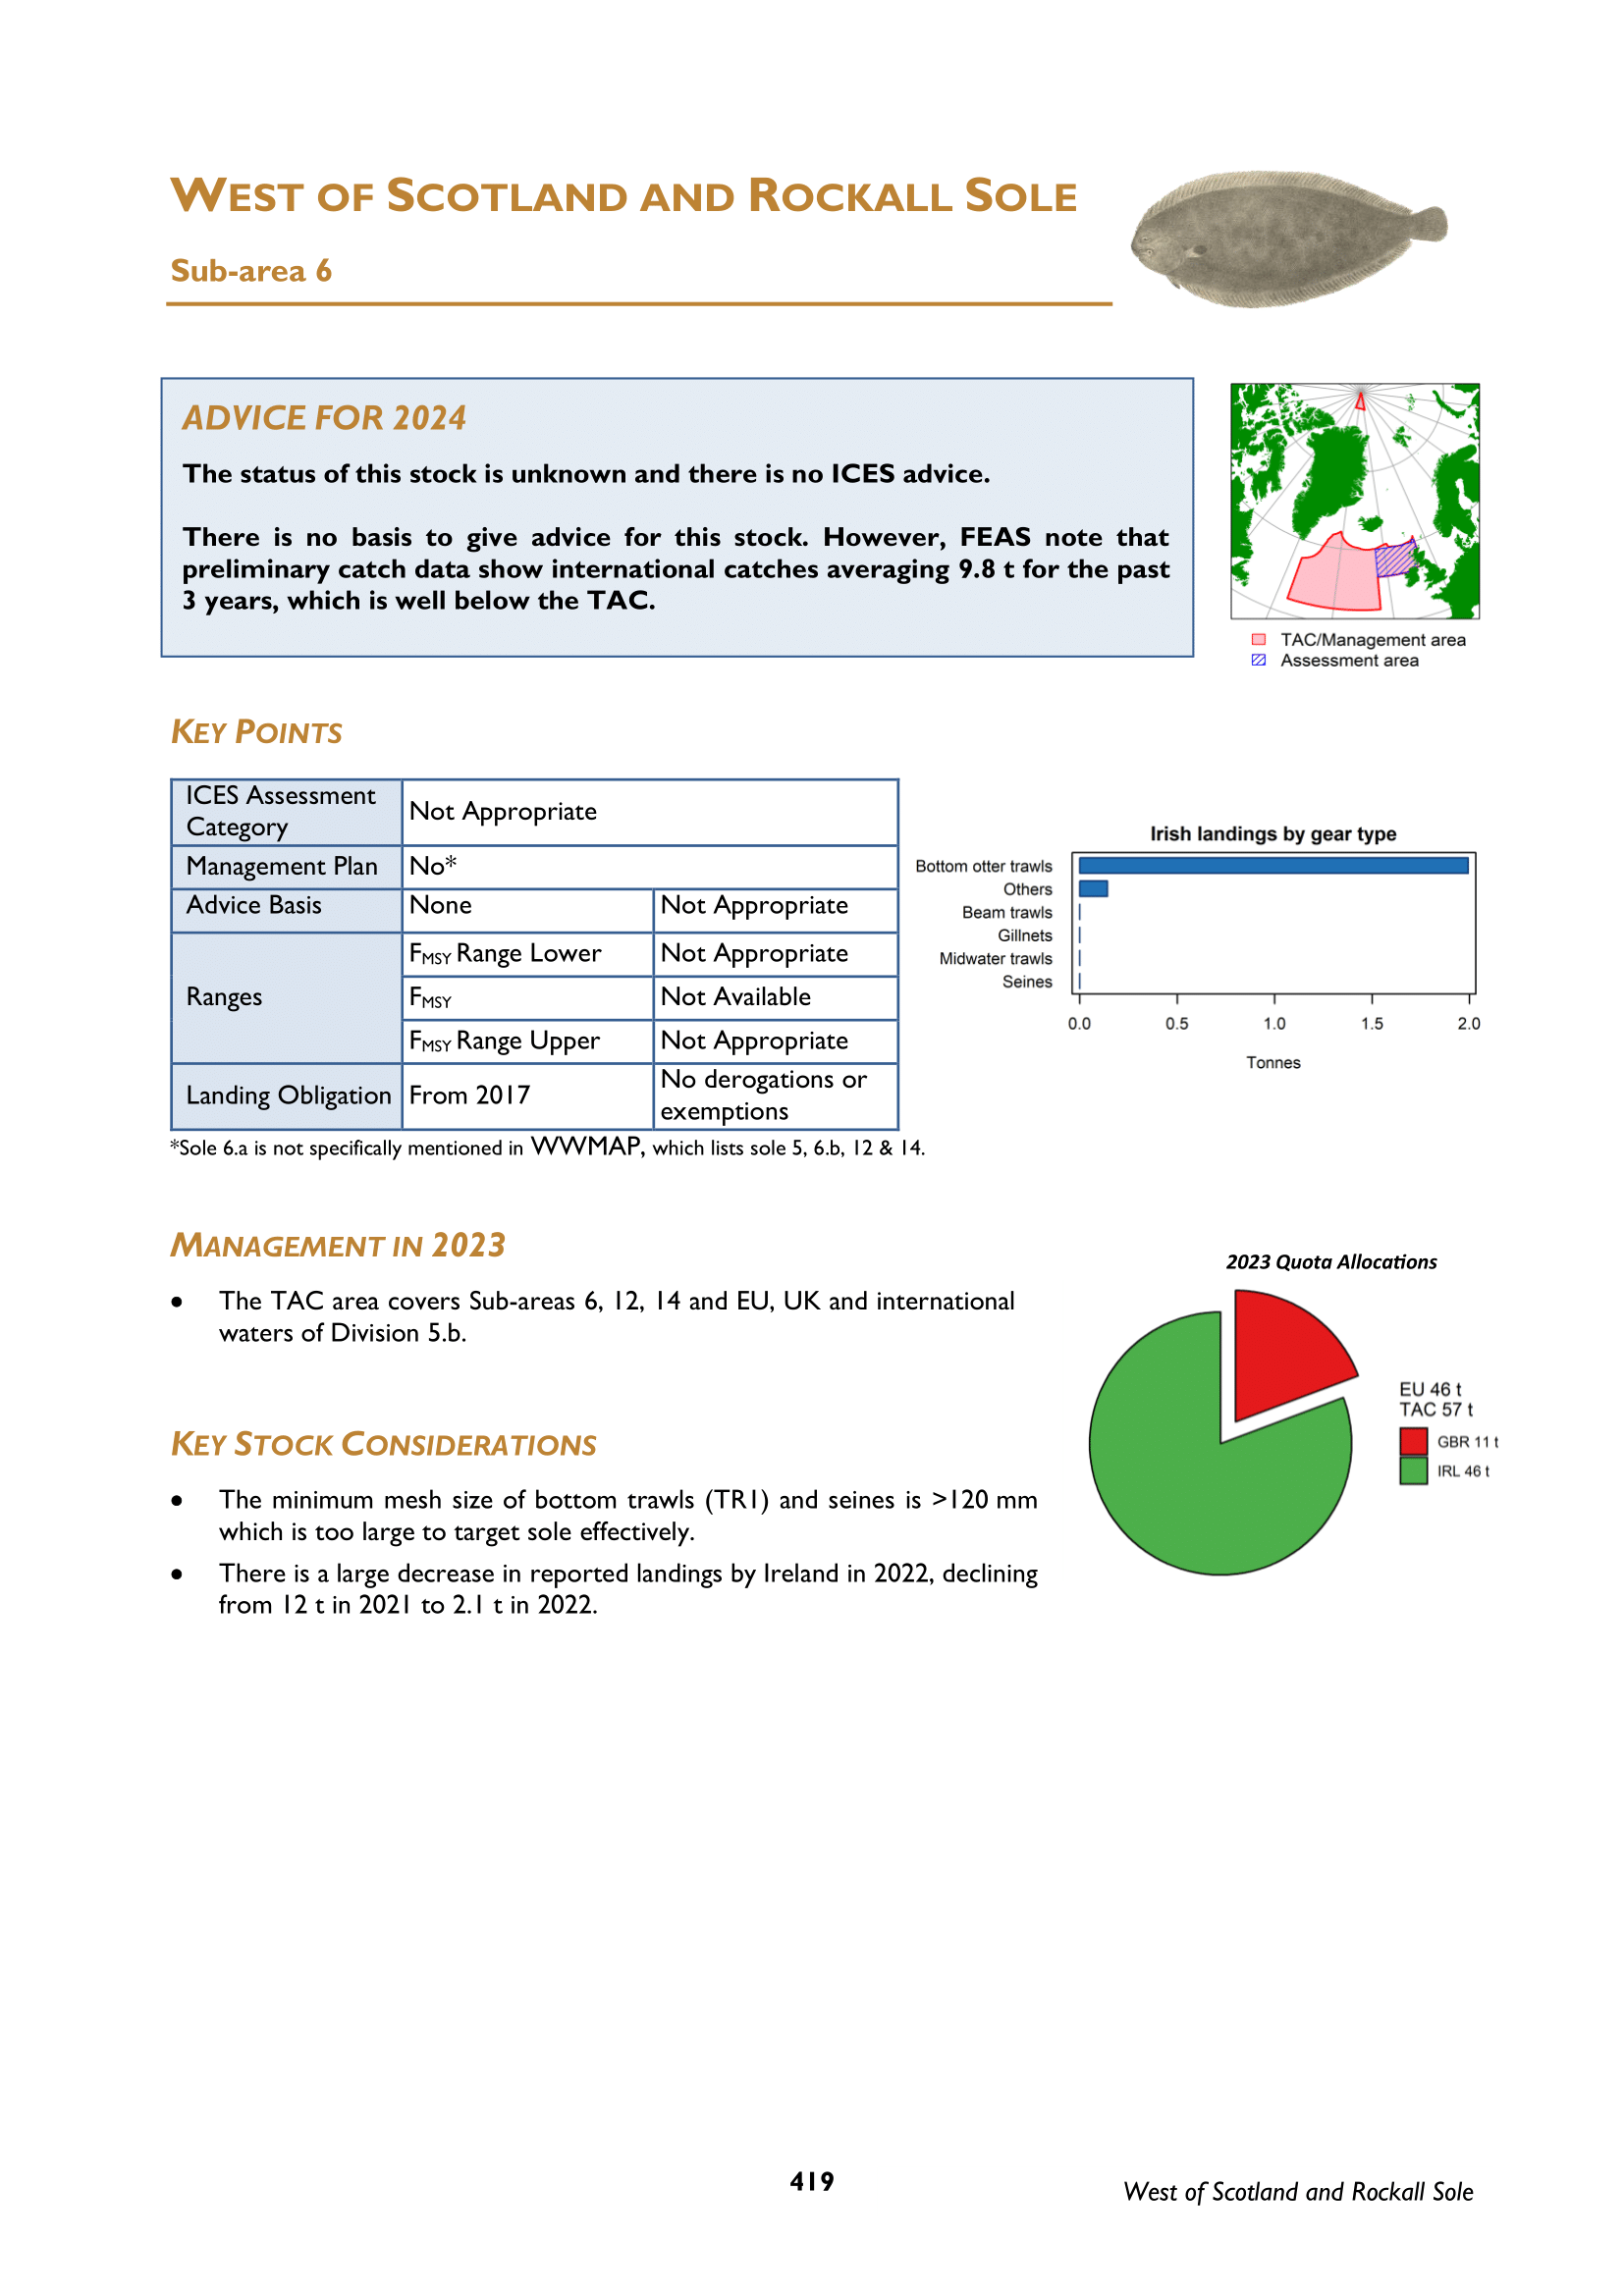 WEST OF SCOTLAND AND ROCKALL SOLE
Sub-area 6
ADVICE FOR 2024
The status of this stock is unknown and there is no ICES advice.
There is no basis to give advice for this stock. However, FEAS note that
preliminary catch data show international catches averaging 9.8 t for the past
3 years, which is well below the TAC.
TAC/Management area
Assessment area
KEY POINTS
ICES Assessment
Category
Not Appropriate
Management Plan
No*
Advice Basis
None
Not Appropriate
Ranges
FMSY Range Lower
Not Appropriate
FMSY
Not Available
FMSY Range Upper
Not Appropriate
Landing Obligation
From 2017
No derogations or
exemptions
*Sole 6.a is not specifically mentioned in WWMAP, which lists sole 5, 6.b, 12 & 14.
Irish landings by gear type
Bottom otter trawls
Others
Beam trawls
Gillnets
Midwater trawls
Seines
0.0 0.5 1.0 1.5 2.0
Tonnes
MANAGEMENT IN 2023
• The TAC area covers Sub-areas 6, 12, 14 and EU, UK and international
waters of Division 5.b.
2023 Quota Allocations
EU 46 t
TAC 57 t
GBR 11 t
IRL 46 t
KEY STOCK CONSIDERATIONS
• The minimum mesh size of bottom trawls (TR1) and seines is >120 mm
which is too large to target sole effectively.
• There is a large decrease in reported landings by Ireland in 2022, declining
from 12 t in 2021 to 2.1 t in 2022.
419
West of Scotland and Rockall Sole